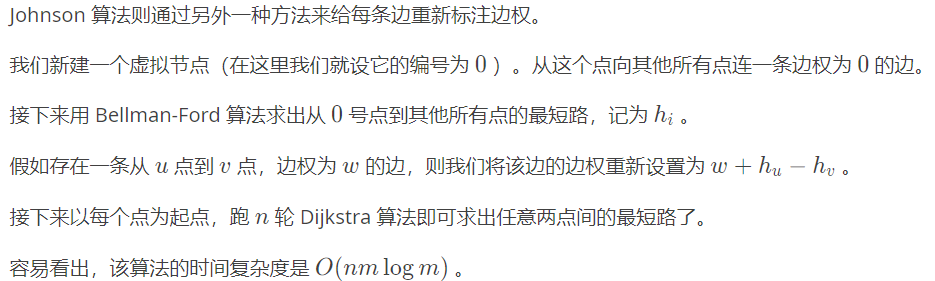 Johnson 算法则通过另外一种方法来给每条边重新标注边权。
我们新建一个虚拟节点（在这里我们就设它的编号为 0 ）。从这个点向其他所有点连一条边权为 0 的边。
接下来用 Bellman-Ford 算法求出从 0 号点到其他所有点的最短路，记为 hᵢ 。
假如存在一条从 u 点到 v 点，边权为 w 的边，则我们将该边的边权重新设置为 w + hᵤ − hᵥ 。
接下来以每个点为起点，跑 n 轮 Dijkstra 算法即可求出任意两点间的最短路了。
容易看出，该算法的时间复杂度是 O(nm log m) 。